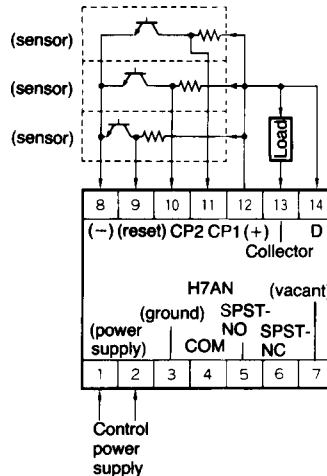 (sensor)
(sensor)
(sensor)
Load
8 9 10 11 12 13 14
(−) (reset) CP2 CP1 (+) D
Collector
H7AN (vacant)
(ground) SPST-
NO
(power
supply) COM SPST-
NC
1 2 3 4 5 6 7
Control
power
supply